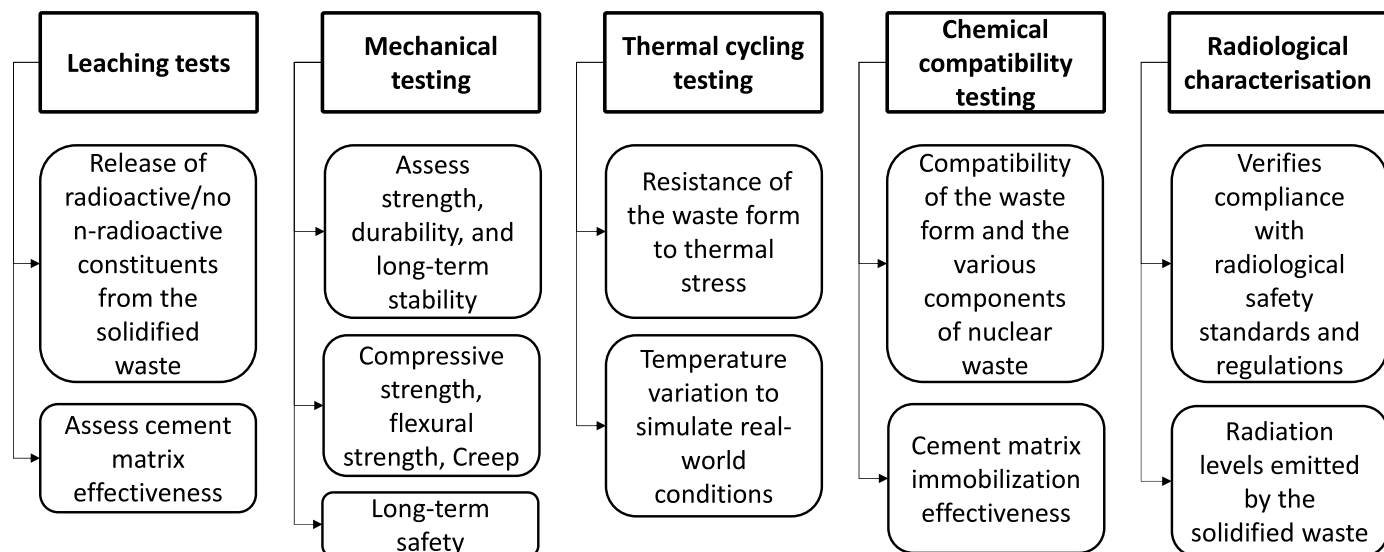 Leaching tests
Release of
radioactive/no
n-radioactive
constituents
from the
solidified
waste
Assess cement
matrix
effectiveness
Mechanical
testing
Assess
strength,
durability, and
long-term
stability
Compressive
strength,
flexural
strength, Creep
Long-term
safety
Thermal cycling
testing
Resistance of
the waste form
to thermal
stress
Temperature
variation to
simulate real-
world
conditions
Chemical
compatibility
testing
Compatibility
of the waste
form and the
various
components
of nuclear
waste
Cement matrix
immobilization
effectiveness
Radiological
characterisation
Verifies
compliance
with
radiological
safety
standards and
regulations
Radiation
levels emitted
by the
solidified waste